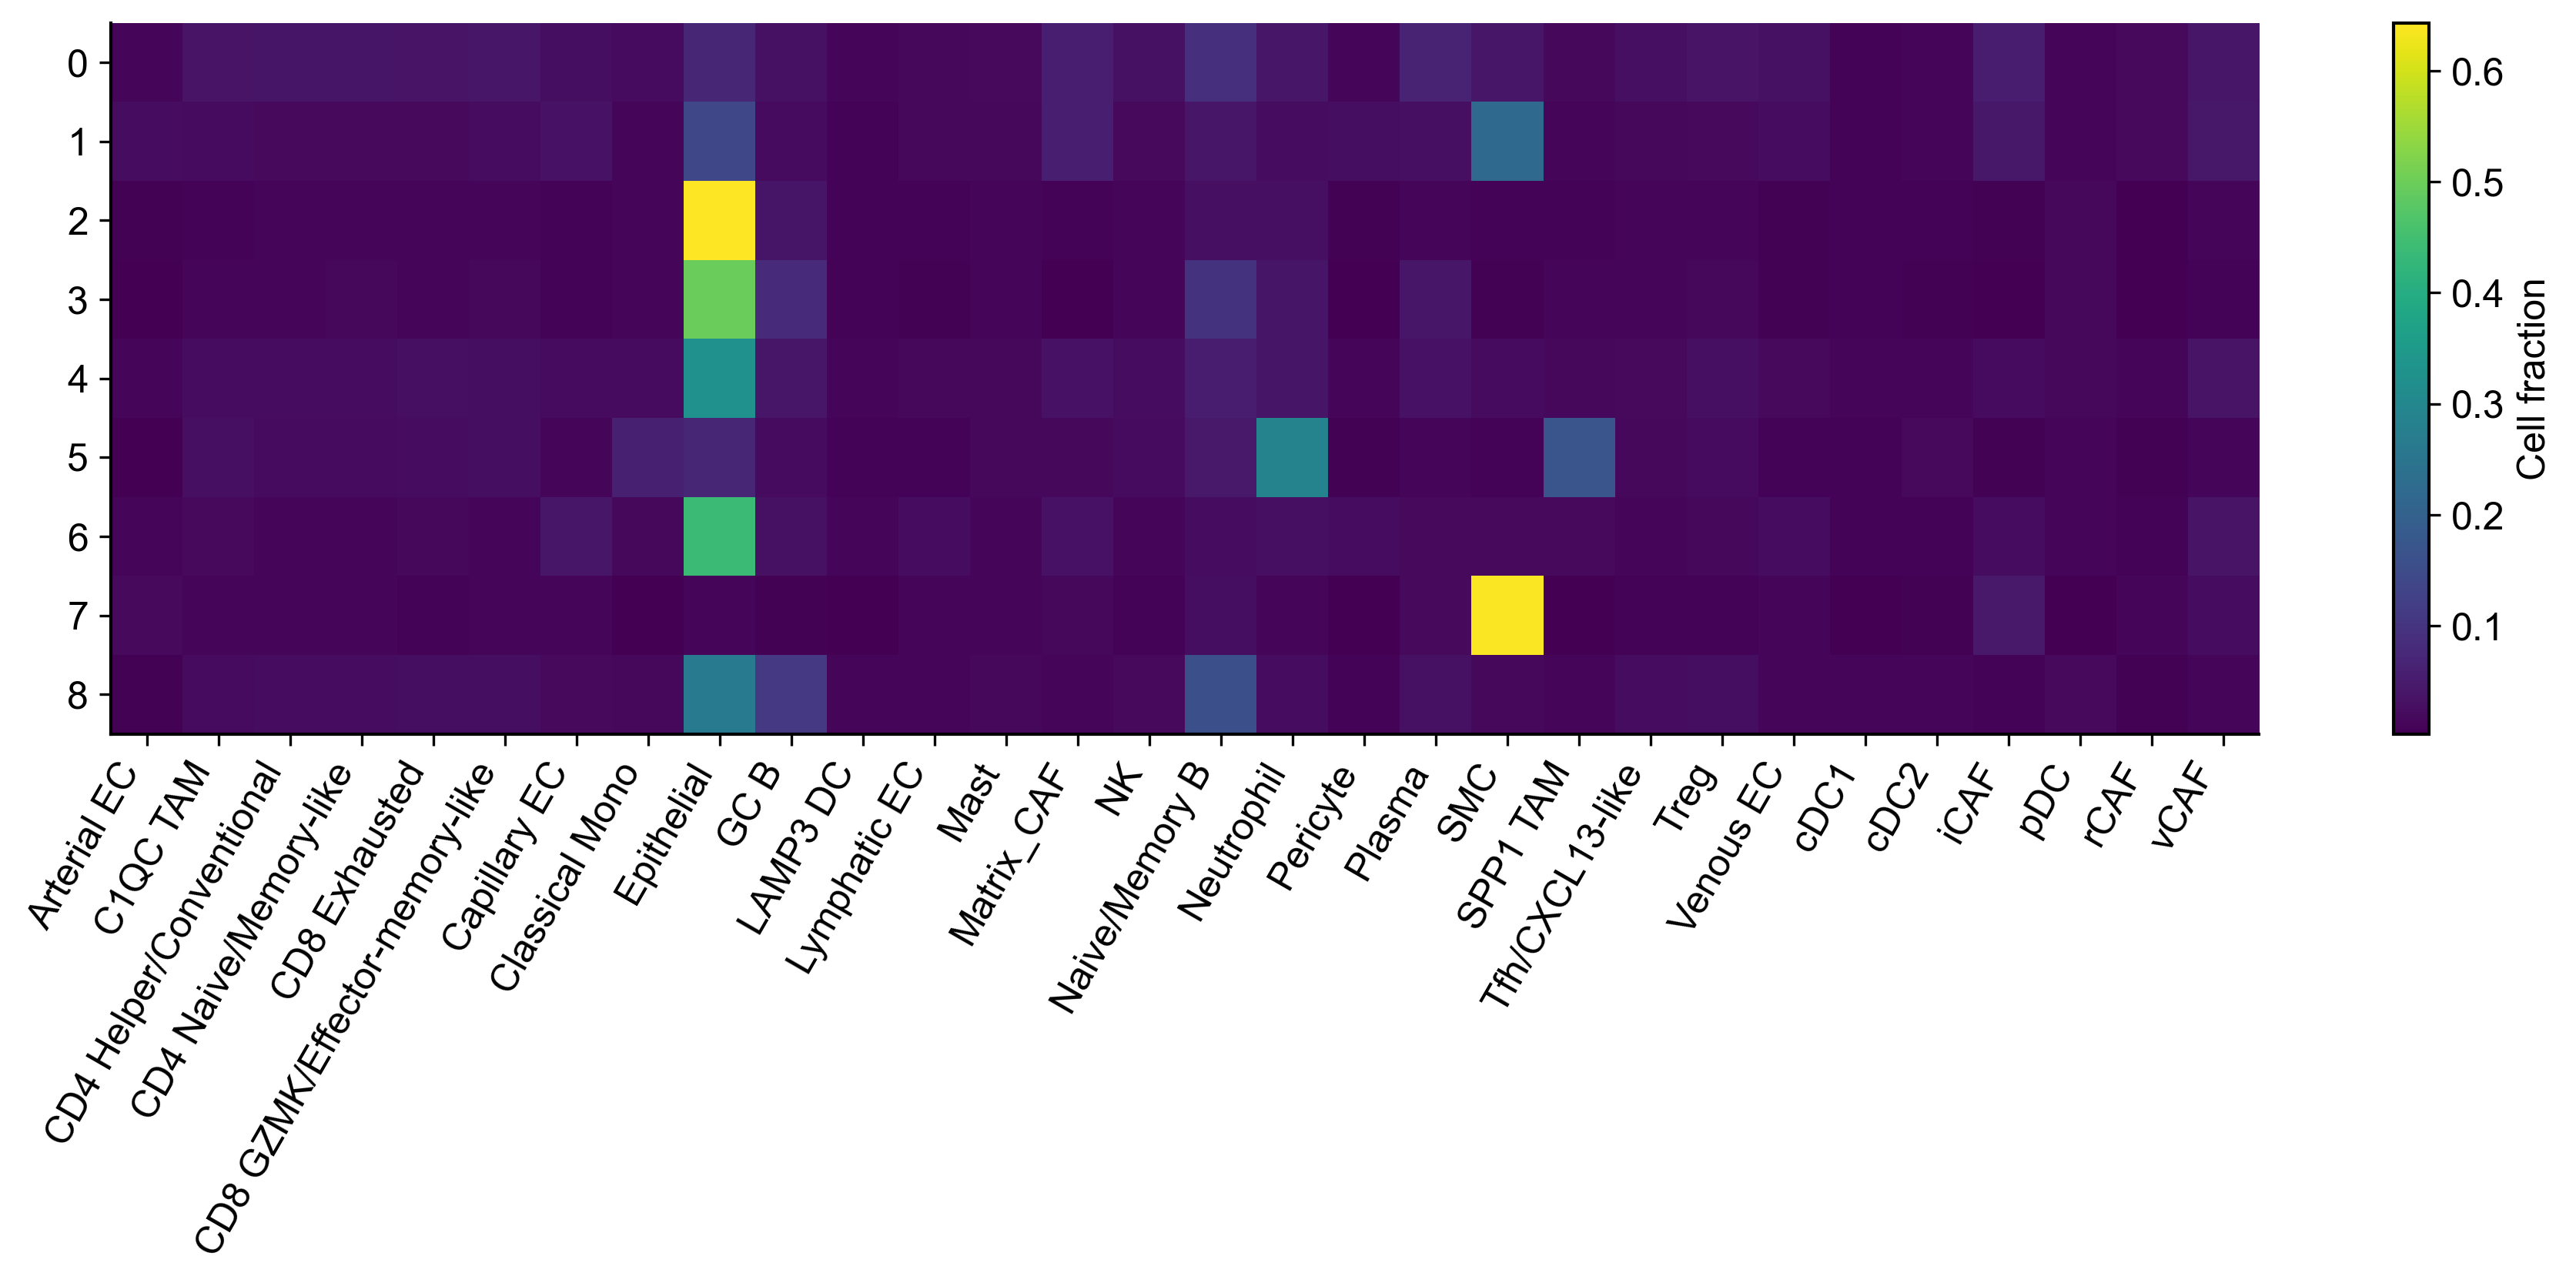 0
1
2
3
4
5
6
7
8
Arterial EC
C1QC TAM
CD4 Helper/Conventional
CD4 Naive/Memory-like
CD8 Exhausted
CD8 GZMK/Effector-memory-like
Capillary EC
Classical Mono
Epithelial
GC B
LAMP3 DC
Lymphatic EC
Mast
Matrix_CAF
NK
Naive/Memory B
Neutrophil
Pericyte
Plasma
SMC
SPP1 TAM
Tfh/CXCL13-like
Treg
Venous EC
cDC1
cDC2
iCAF
pDC
rCAF
vCAF
0.6
0.5
0.4
0.3
0.2
0.1
Cell fraction